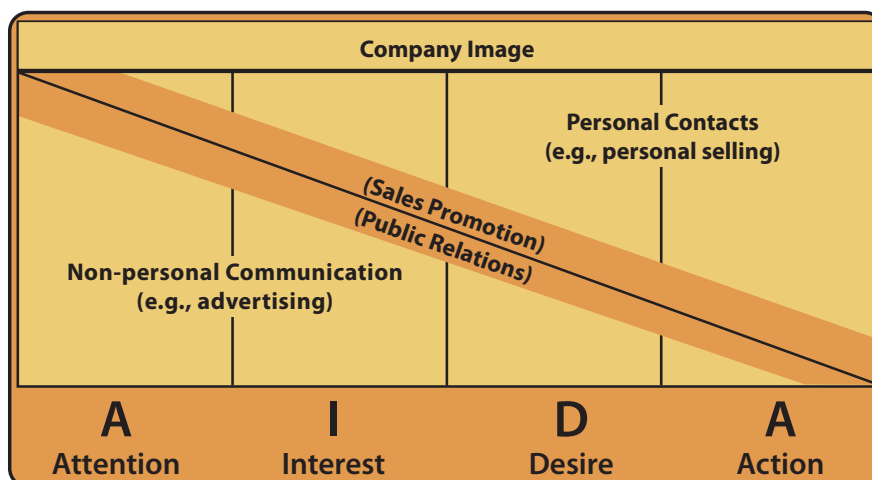 Company Image
Personal Contacts
(e.g., personal selling)
(Sales Promotion)
(Public Relations)
Non-personal Communication
(e.g., advertising)
A I D A
Attention Interest Desire Action